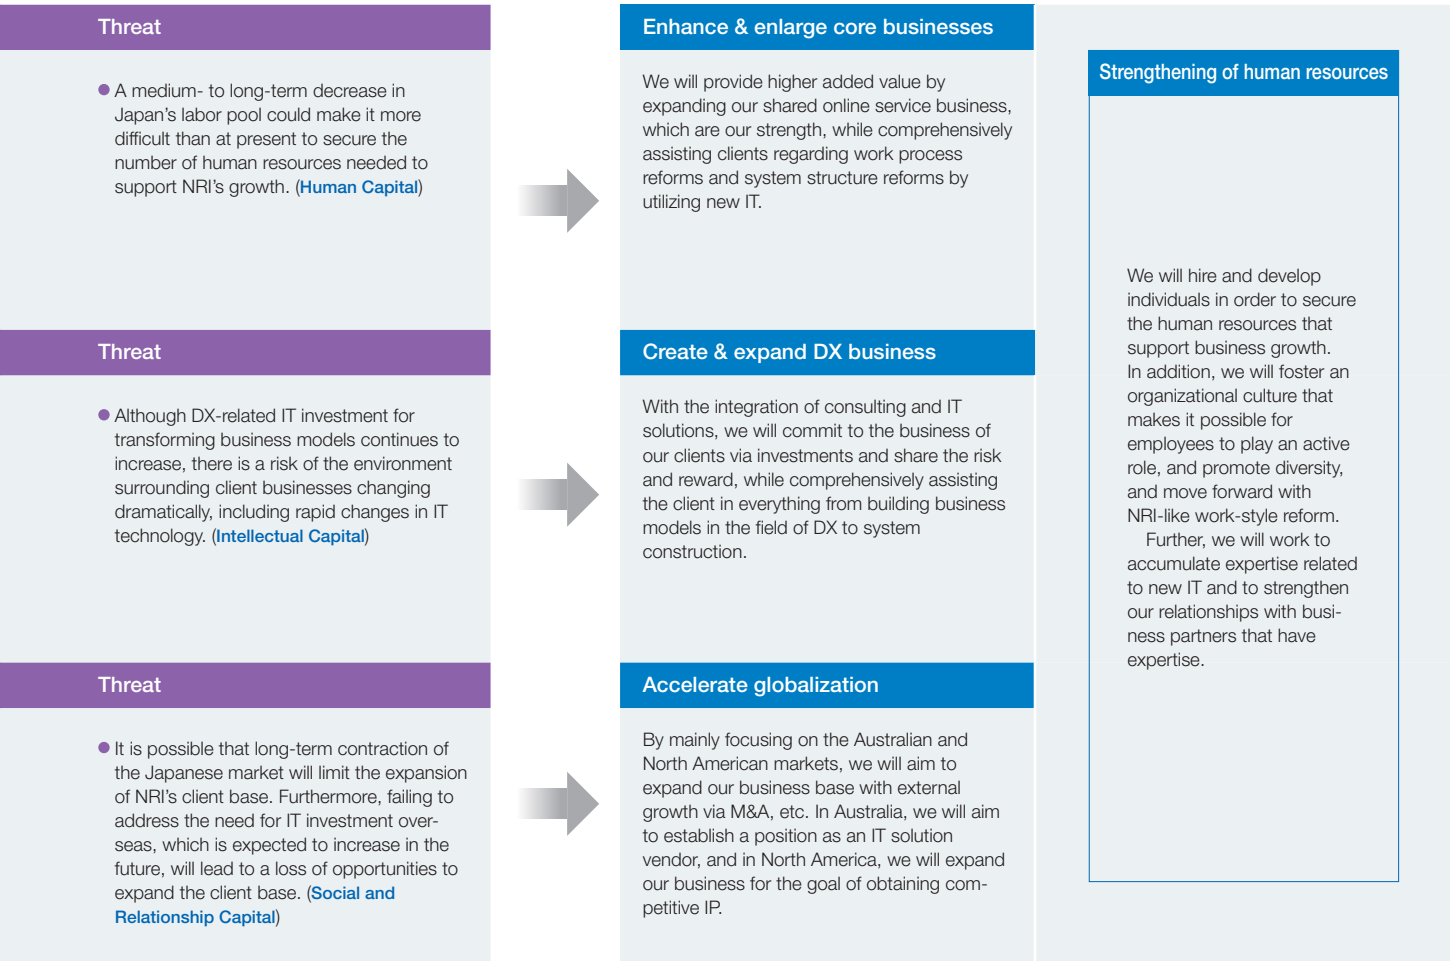 Threat
A medium- to long-term decrease in
Japan’s labor pool could make it more
difficult than at present to secure the
number of human resources needed to
support NRI’s growth. (Human Capital)
Enhance & enlarge core businesses
We will provide higher added value by
expanding our shared online service business,
which are our strength, while comprehensively
assisting clients regarding work process
reforms and system structure reforms by
utilizing new IT.
Threat
Although DX-related IT investment for
transforming business models continues to
increase, there is a risk of the environment
surrounding client businesses changing
dramatically, including rapid changes in IT
technology. (Intellectual Capital)
Create & expand DX business
With the integration of consulting and IT
solutions, we will commit to the business of
our clients via investments and share the risk
and reward, while comprehensively assisting
the client in everything from building business
models in the field of DX to system
construction.
Threat
It is possible that long-term contraction of
the Japanese market will limit the expansion
of NRI’s client base. Furthermore, failing to
address the need for IT investment over-
seas, which is expected to increase in the
future, will lead to a loss of opportunities to
expand the client base. (Social and
Relationship Capital)
Accelerate globalization
By mainly focusing on the Australian and
North American markets, we will aim to
expand our business base with external
growth via M&A, etc. In Australia, we will aim
to establish a position as an IT solution
vendor, and in North America, we will expand
our business for the goal of obtaining com-
petitive IP.
Strengthening of human resources
We will hire and develop
individuals in order to secure
the human resources that
support business growth.
In addition, we will foster an
organizational culture that
makes it possible for
employees to play an active
role, and promote diversity,
and move forward with
NRI-like work-style reform.
Further, we will work to
accumulate expertise related
to new IT and to strengthen
our relationships with busi-
ness partners that have
expertise.